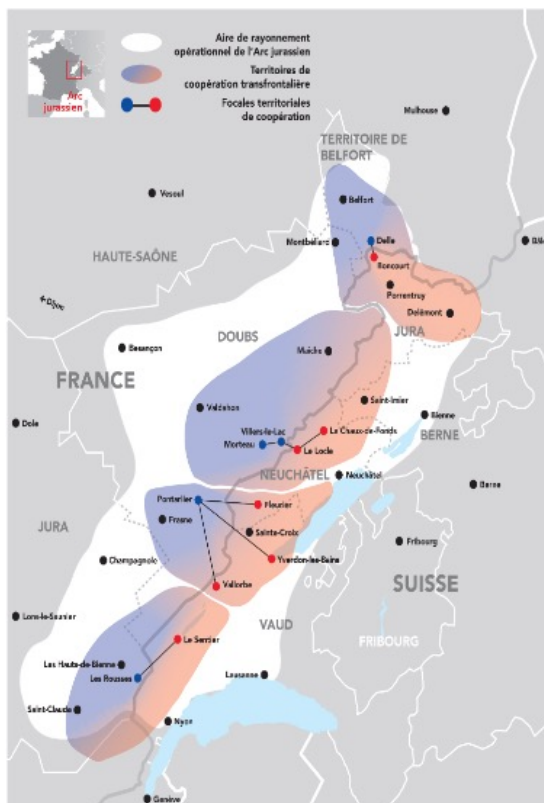 Aire de rayonnement
opérationnel de l'Arc jurassien
Territoires de
coopération transfrontalière
Focales territoriales
de coopération
Arc
jurassien
Mulhouse
TERRITOIRE DE
BELFORT
Vesoul
Belfort
Montbéliard
Delle
Boncourt
HAUTE-SAÔNE
Porrentruy
Delémont
Dijon
JURA
DOUBS
Besançon
Maîche
FRANCE
Valdahon
Saint-Imier
Bienne
Dole
Villers-le-Lac
La Chaux-de-Fonds
BERNE
Morteau
Le Locle
NEUCHÂTEL
Neuchâtel
Berne
Pontarlier
Fleurier
JURA
Frasne
Sainte-Croix
Fribourg
Champagnole
Yverdon-les-Bains
Vallorbe
SUISSE
Lons-le-Saunier
VAUD
Le Sentier
FRIBOURG
Les Hauts-de-Bienne
Les Rousses
Lausanne
Saint-Claude
Nyon
Genève